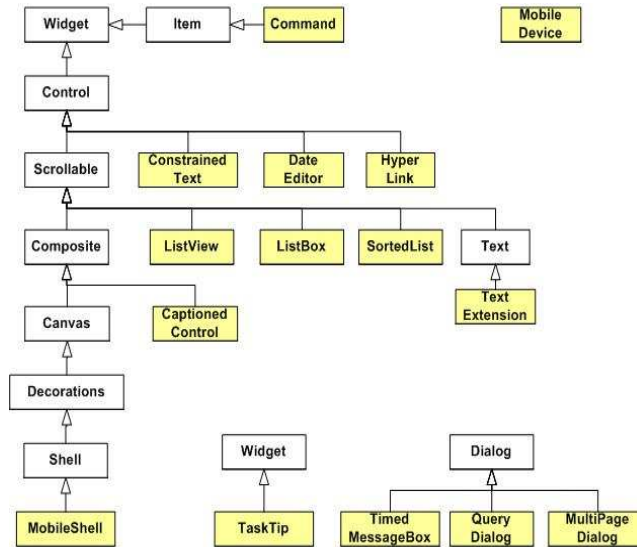 Widget
Item
Command
Mobile
Device
Control
Scrollable
Constrained
Text
Date
Editor
Hyper
Link
Composite
ListView
ListBox
SortedList
Text
Canvas
Captioned
Control
Text
Extension
Decorations
Shell
Widget
Dialog
MobileShell
TaskTip
Timed
MessageBox
Query
Dialog
MultiPage
Dialog